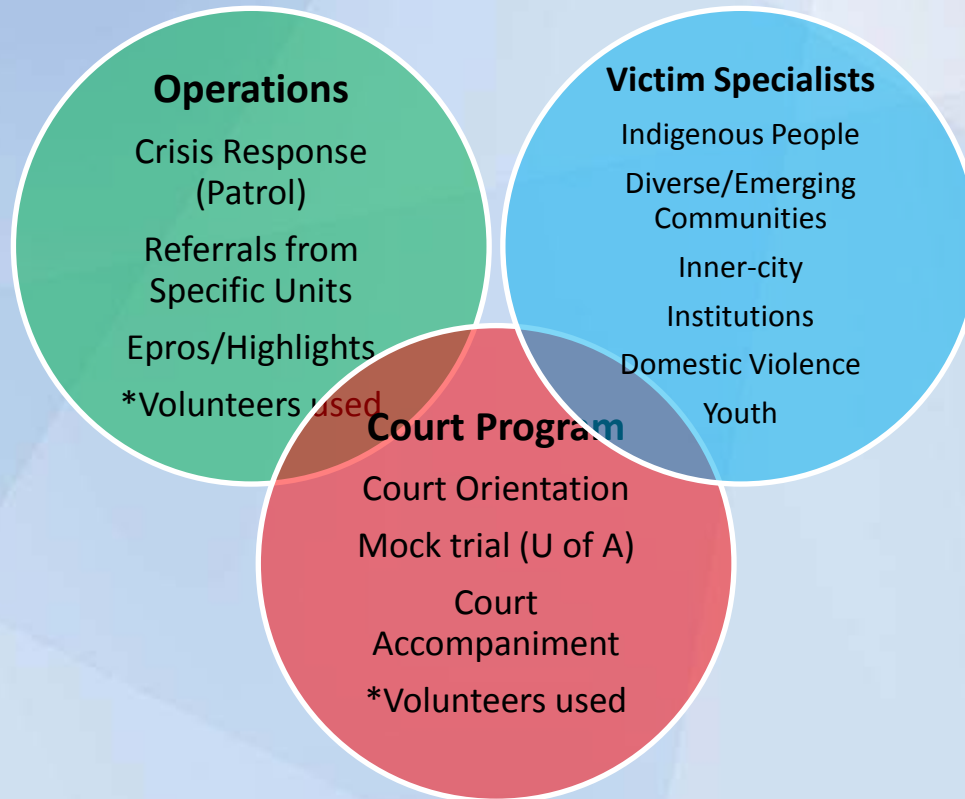 Operations
Crisis Response
(Patrol)
Referrals from
Specific Units
Epros/Highlights
*Volunteers used
Victim Specialists
Indigenous People
Diverse/Emerging
Communities
Inner-city
Institutions
Domestic Violence
Youth
Court Program
Court Orientation
Mock trial (U of A)
Court
Accompaniment
*Volunteers used